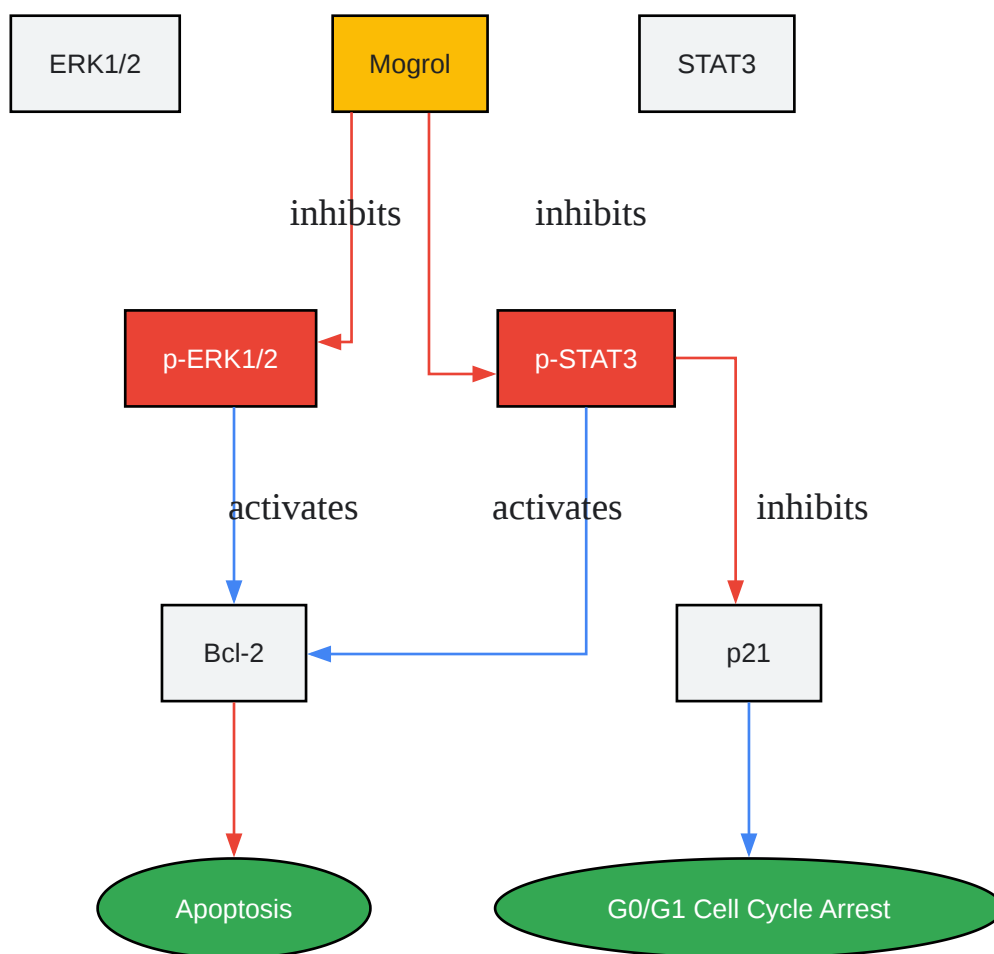 ERK1/2
Mogrol
STAT3
inhibits
inhibits
p-ERK1/2
p-STAT3
activates
activates
inhibits
Bcl-2
p21
Apoptosis
G0/G1 Cell Cycle Arrest